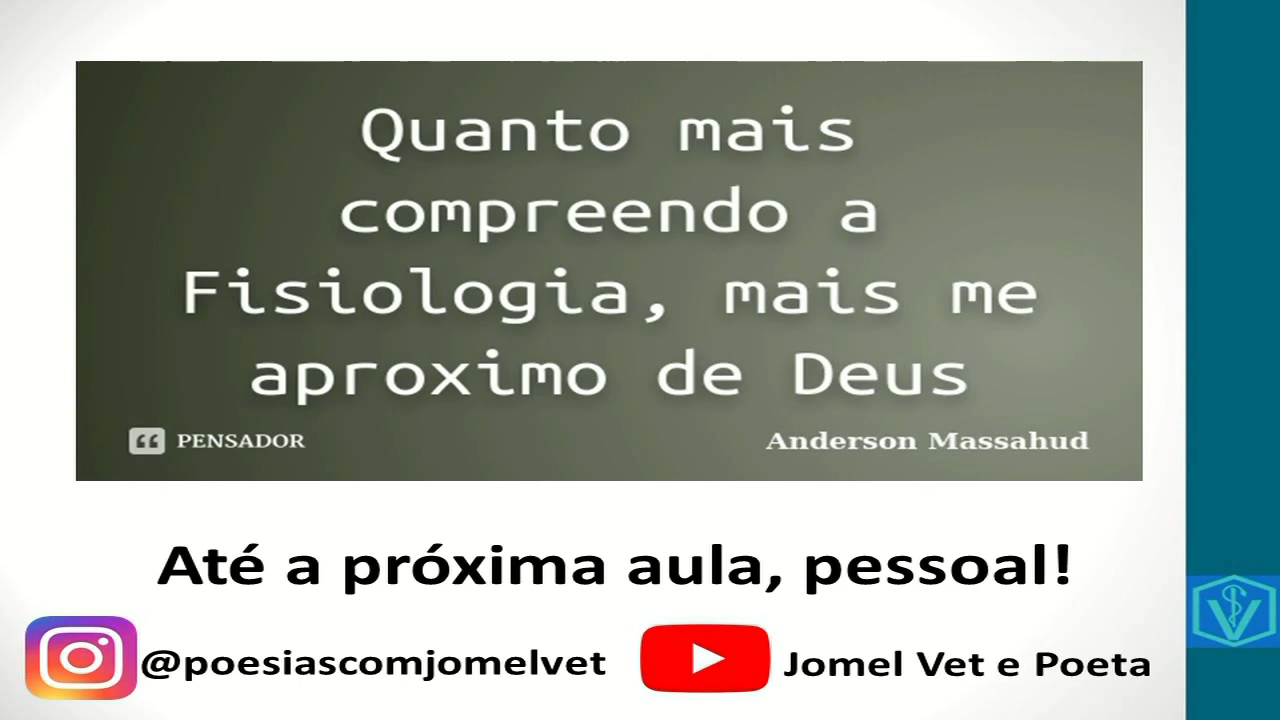 Quanto mais
compreendo a
Fisiologia, mais me
aproximo de Deus
PENSADOR
Anderson Massahud
Até a próxima aula, pessoal!
@poesiascomjomelvet
Jomel Vet e Poeta